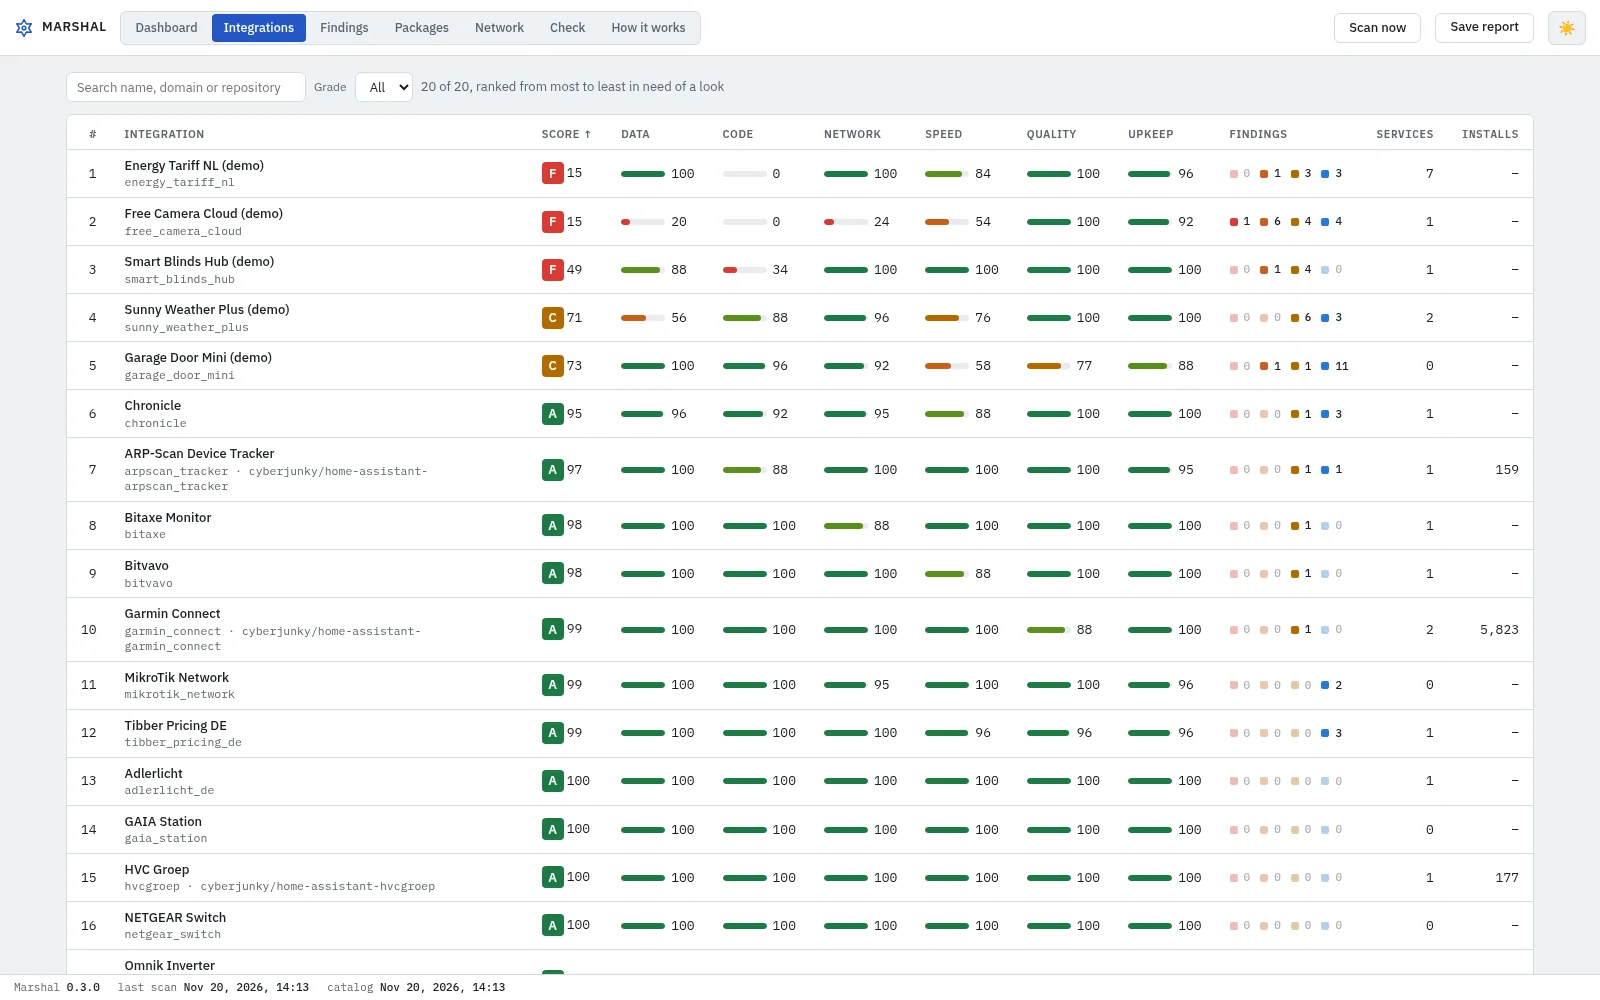 MARSHAL Dashboard Integrations Findings Packages Network Check How it works Scan now Save report
Search name, domain or repository Grade All 20 of 20, ranked from most to least in need of a look
# INTEGRATION SCORE ↑ DATA CODE NETWORK SPEED QUALITY UPKEEP FINDINGS SERVICES INSTALLS
1 Energy Tariff NL (demo) F 15 100 0 100 84 100 96 0 1 3 3 7 –
energy_tariff_nl
2 Free Camera Cloud (demo) F 15 20 0 24 54 100 92 1 6 4 4 1 –
free_camera_cloud
3 Smart Blinds Hub (demo) F 49 88 34 100 100 100 100 0 1 4 0 1 –
smart_blinds_hub
4 Sunny Weather Plus (demo) C 71 56 88 96 76 100 100 0 0 6 3 2 –
sunny_weather_plus
5 Garage Door Mini (demo) C 73 100 96 92 58 77 88 0 1 1 11 0 –
garage_door_mini
6 Chronicle A 95 96 92 95 88 100 100 0 0 1 3 1 –
chronicle
7 ARP-Scan Device Tracker A 97 100 88 100 100 100 95 0 0 1 1 1 159
arpscan_tracker · cyberjunky/home-assistant-
arpscan_tracker
8 Bitaxe Monitor A 98 100 100 88 100 100 100 0 0 1 0 1 –
bitaxe
9 Bitvavo A 98 100 100 100 88 100 100 0 0 1 0 1 –
bitvavo
10 Garmin Connect A 99 100 100 100 100 88 100 0 0 1 0 2 5,823
garmin_connect · cyberjunky/home-assistant-
garmin_connect
11 MikroTik Network A 99 100 100 95 100 100 96 0 0 0 2 0 –
mikrotik_network
12 Tibber Pricing DE A 99 100 100 100 96 96 96 0 0 0 3 1 –
tibber_pricing_de
13 Adlerlicht A 100 100 100 100 100 100 100 0 0 0 0 1 –
adlerlicht_de
14 GAIA Station A 100 100 100 100 100 100 100 0 0 0 0 0 –
gaia_station
15 HVC Groep A 100 100 100 100 100 100 100 0 0 0 0 1 177
hvcgroep · cyberjunky/home-assistant-hvcgroep
16 NETGEAR Switch A 100 100 100 100 100 100 100 0 0 0 0 0 –
netgear_switch
Omnik Inverter
Marshal 0.3.0 last scan Nov 20, 2026, 14:13 catalog Nov 20, 2026, 14:13